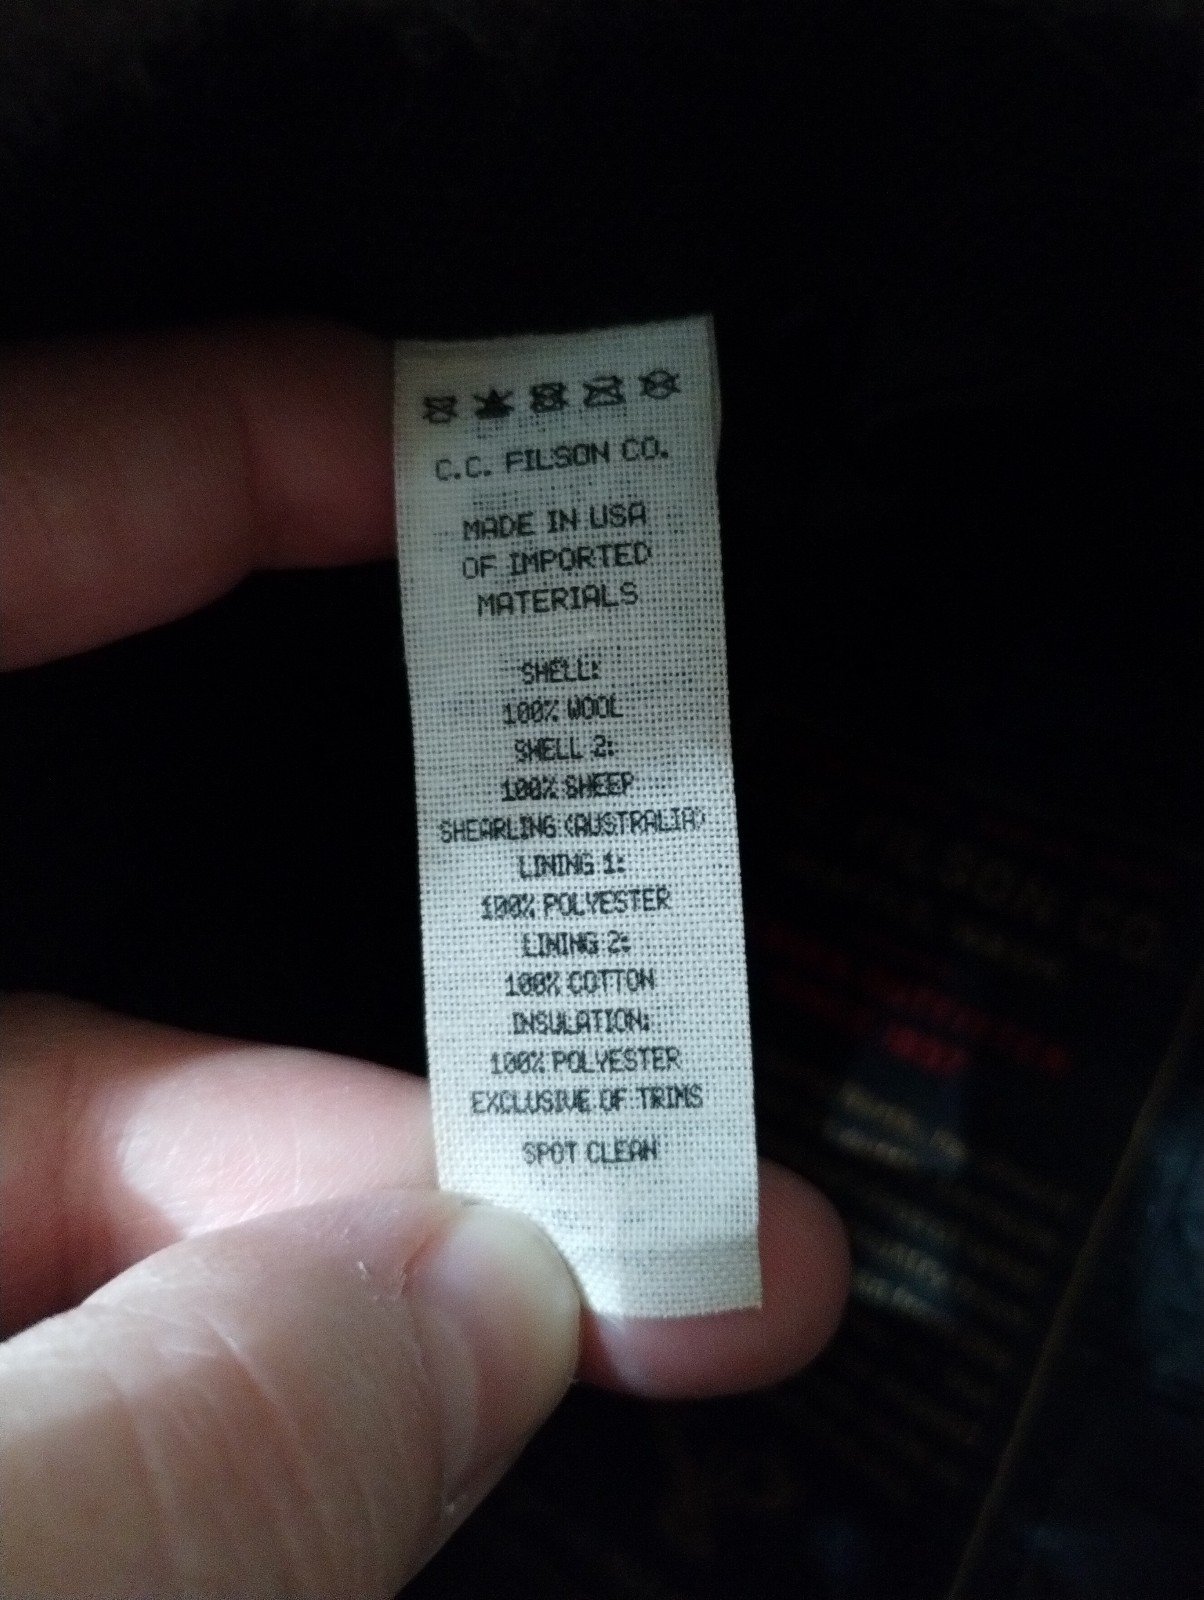 C.C. FILSON CO.
MADE IN USA
OF IMPORTED
MATERIALS
SHELL:
100% WOOL
SHELL 2:
100% SHEEP
SHEARLING (AUSTRALIA)
LINING 1:
100% POLYESTER
LINING 2:
100% COTTON
INSULATION:
100% POLYESTER
EXCLUSIVE OF TRIMS
SPOT CLEAN